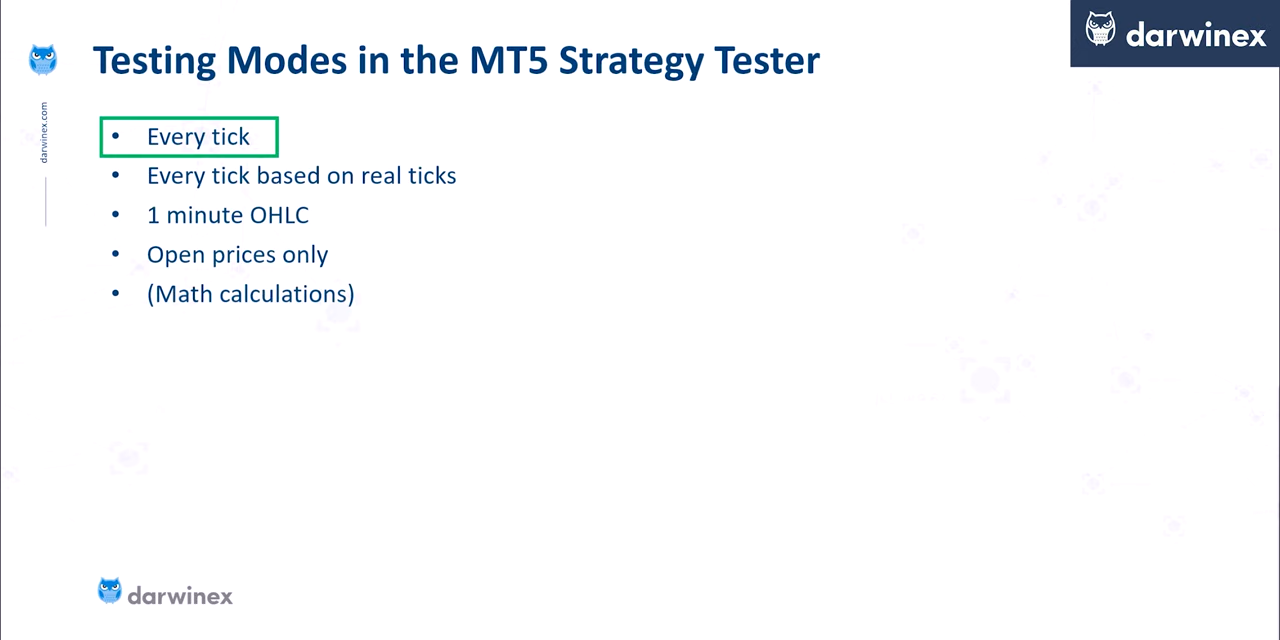 darwinex
Testing Modes in the MT5 Strategy Tester
darwinex.com
• Every tick
• Every tick based on real ticks
• 1 minute OHLC
• Open prices only
• (Math calculations)
darwinex